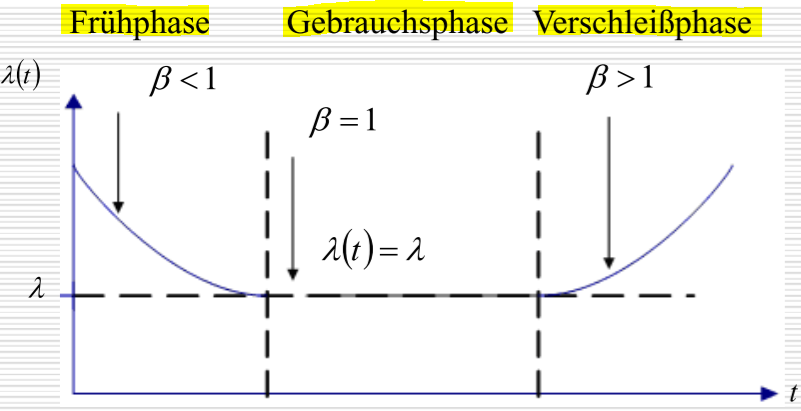 Frühphase Gebrauchsphase Verschleißphase
λ(t) β < 1 β > 1
β = 1
λ(t) = λ
λ
t